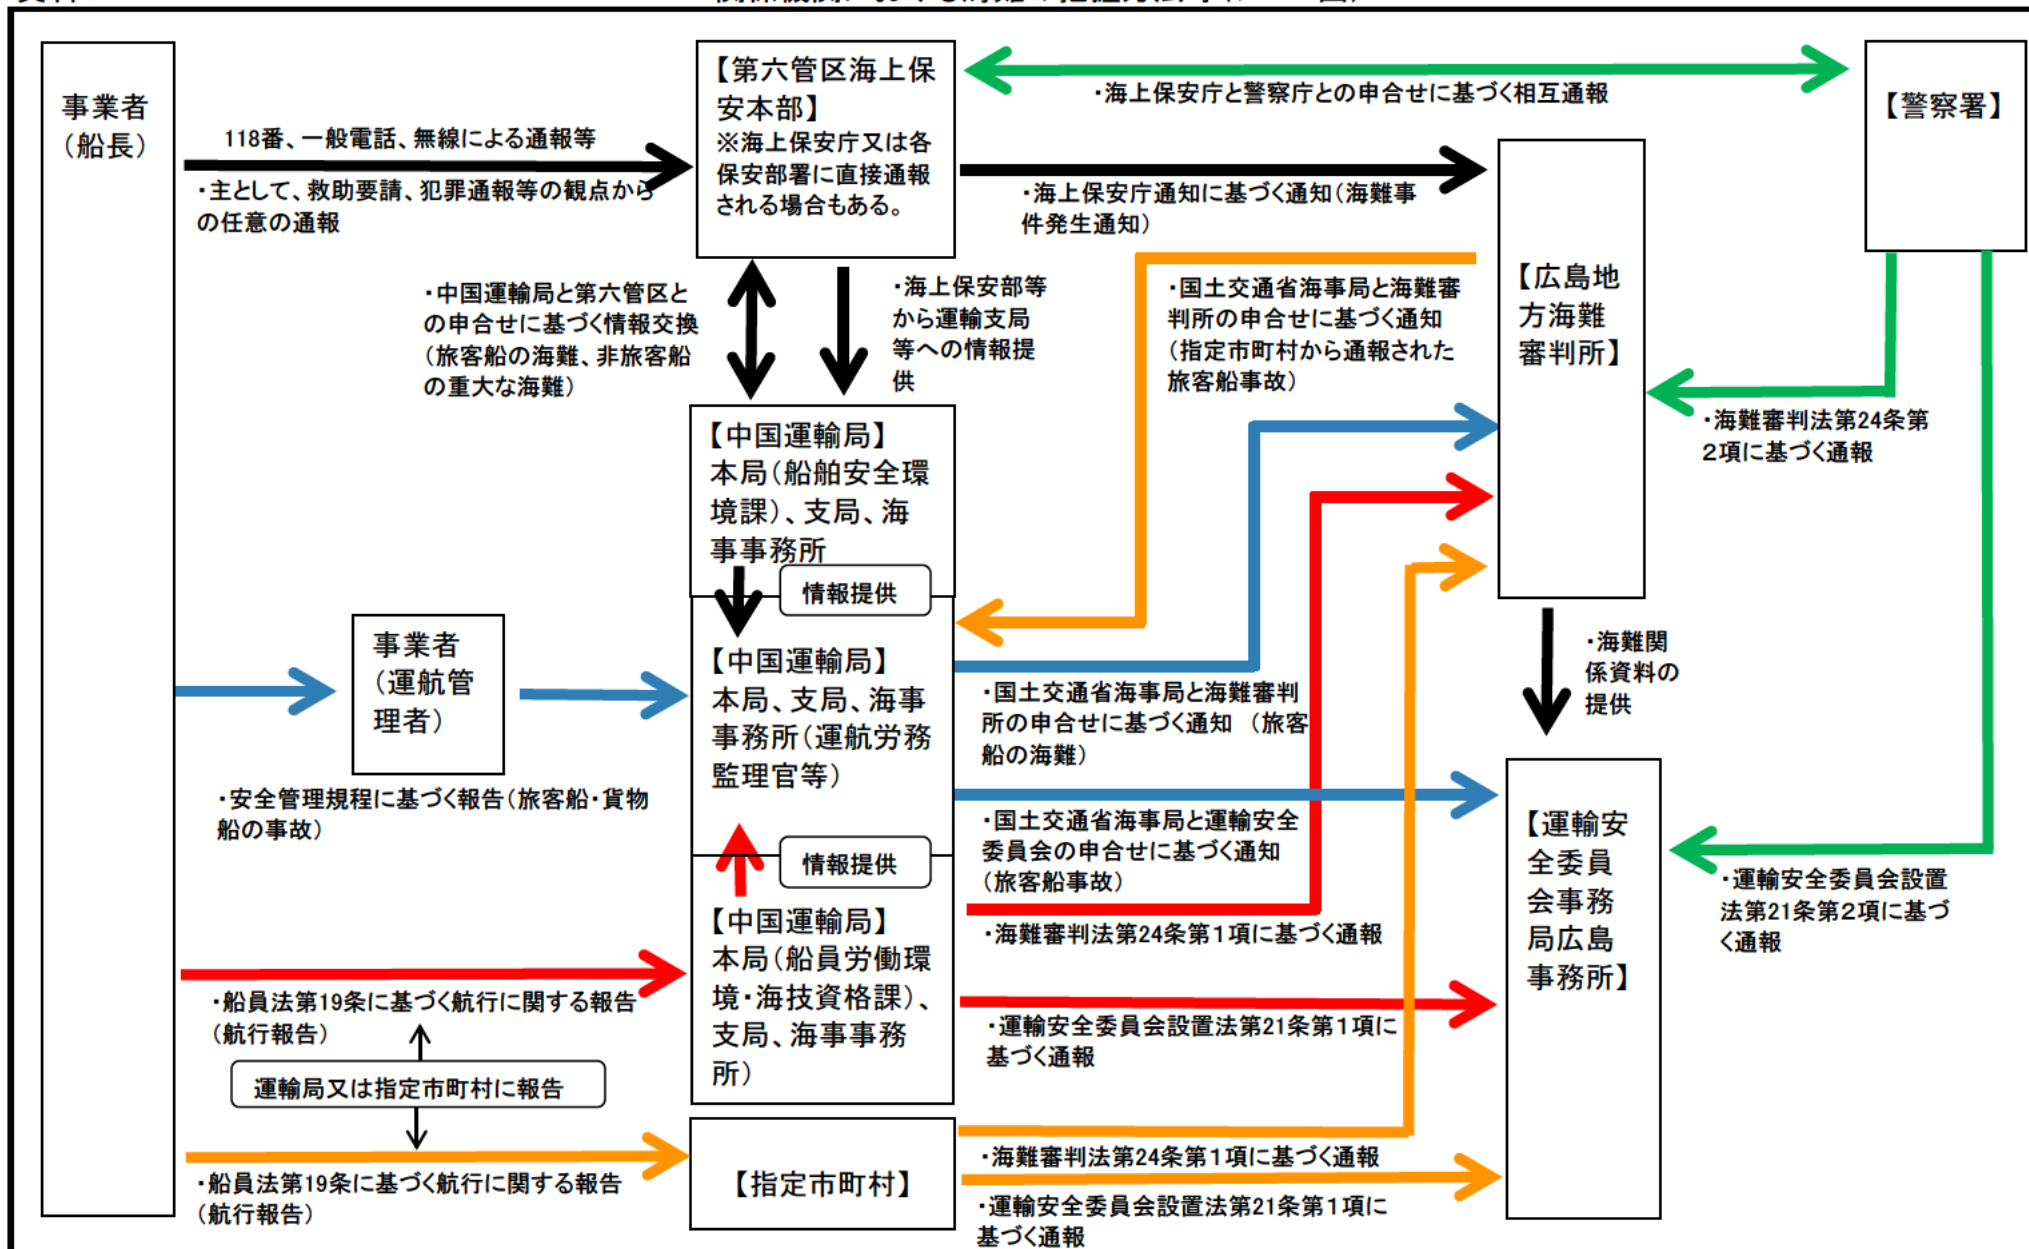 事業者
（船長）
118番、一般電話、無線による通報等
・主として、救助要請、犯罪通報等の観点から
の任意の通報
【第六管区海上保
安本部】
※海上保安庁又は各
保安部署に直接通報
される場合もある。
・海上保安庁と警察庁との申合せに基づく相互通報
【警察署】
・海上保安庁通知に基づく通知（海難事
件発生通知）
・中国運輸局と第六管区と
の申合せに基づく情報交換
（旅客船の海難、非旅客船
の重大な海難）
・海上保安部等
から運輸支局
等への情報提
供
・国土交通省海事局と海難審
判所の申合せに基づく通知
（指定市町村から通報された
旅客船事故）
【広島地
方海難
審判所】
・海難審判法第24条第
２項に基づく通報
【中国運輸局】
本局（船舶安全環
境課）、支局、海
事事務所
情報提供
事業者
（運航管
理者）
・安全管理規程に基づく報告（旅客船・貨物
船の事故）
【中国運輸局】
本局、支局、海事
事務所（運航労務
監理官等）
・国土交通省海事局と海難審判
所の申合せに基づく通知　（旅客
船の海難）
・海難関
係資料の
提供
・国土交通省海事局と運輸安全
委員会の申合せに基づく通知
（旅客船事故）
情報提供
【運輸安
全委員
会事務
局広島
事務所】
・運輸安全委員会設置
法第21条第２項に基づ
く通報
【中国運輸局】
本局（船員労働環
境・海技資格課）、
支局、海事事務
所）
・海難審判法第24条第１項に基づく通報
・船員法第19条に基づく航行に関する報告
（航行報告）
・運輸安全委員会設置法第21条第１項に
基づく通報
運輸局又は指定市町村に報告
・船員法第19条に基づく航行に関する報告
（航行報告）
【指定市町村】
・海難審判法第24条第１項に基づく通報
・運輸安全委員会設置法第21条第１項に
基づく通報